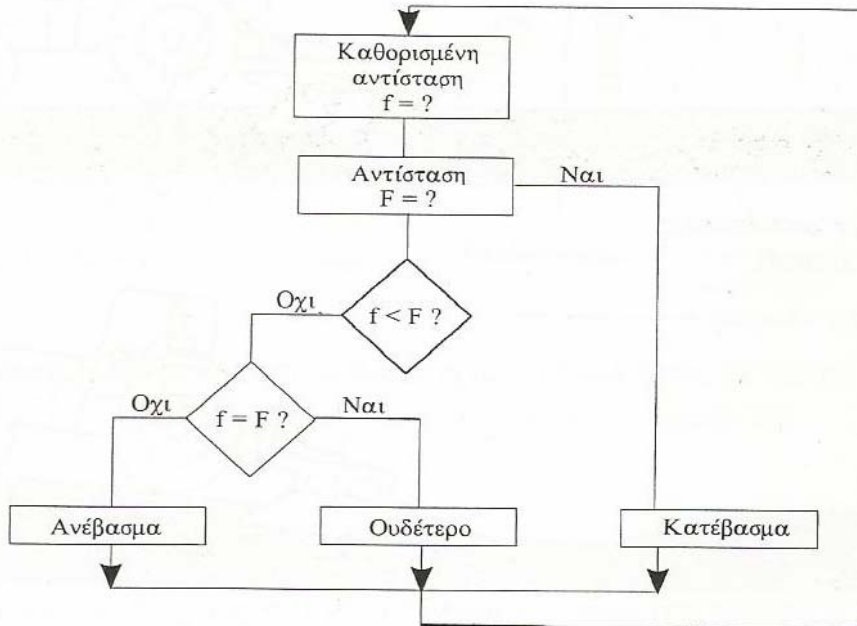 Καθορισμένη
αντίσταση
f = ?
Αντίσταση
F = ?
Ναι
Οχι
f < F ?
Οχι
f = F ?
Ναι
Ανέβασμα
Ουδέτερο
Κατέβασμα